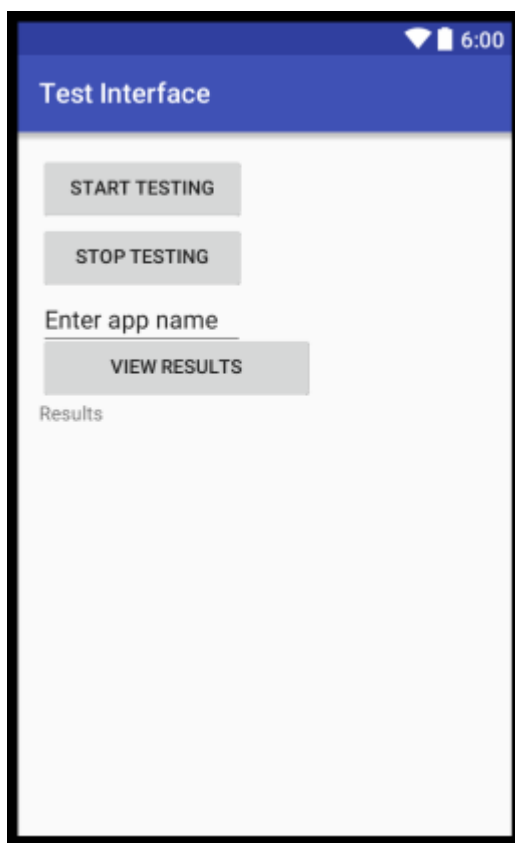 6:00
Test Interface
START TESTING
STOP TESTING
Enter app name
VIEW RESULTS
Results